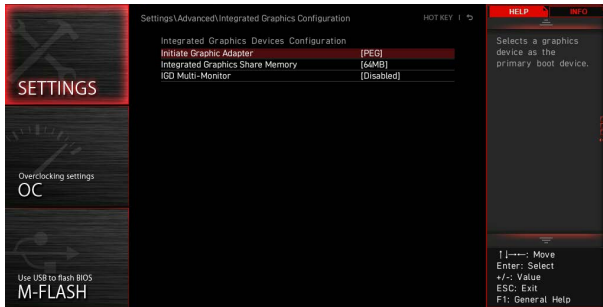 Settings\Advanced\Integrated Graphics Configuration
HOT KEY | ⮌
Integrated Graphics Devices Configuration
Initiate Graphic Adapter [PEG]
Integrated Graphics Share Memory [64MB]
IGD Multi-Monitor [Disabled]
SETTINGS
Overclocking settings
OC
Use USB to flash BIOS
M-FLASH
HELP
INFO
Selects a graphics
device as the
primary boot device.
↑↓→←: Move
Enter: Select
+/-: Value
ESC: Exit
F1: General Help